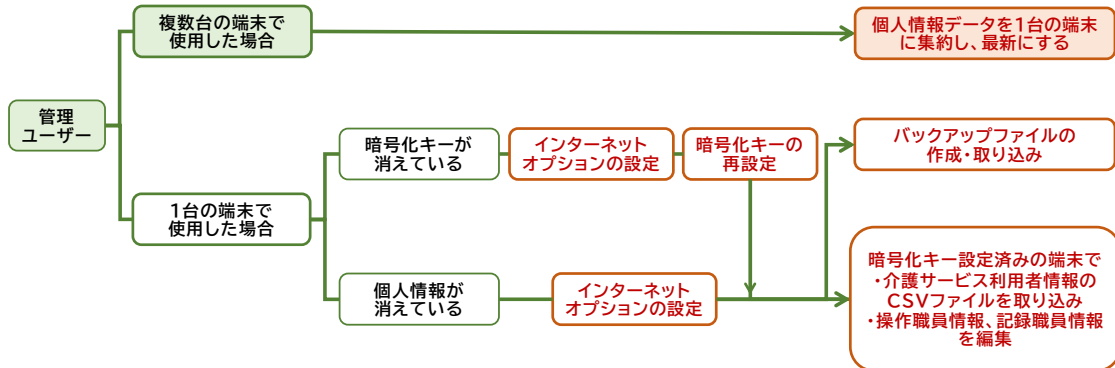 複数台の端末で
使用した場合
個人情報データを1台の端末
に集約し、最新にする
管理
ユーザー
暗号化キーが
消えている
インターネット
オプションの設定
暗号化キーの
再設定
バックアップファイルの
作成・取り込み
1台の端末で
使用した場合
個人情報が
消えている
インターネット
オプションの設定
暗号化キー設定済みの端末で
・介護サービス利用者情報の
CSVファイルを取り込み
・操作職員情報、記録職員情報
を編集